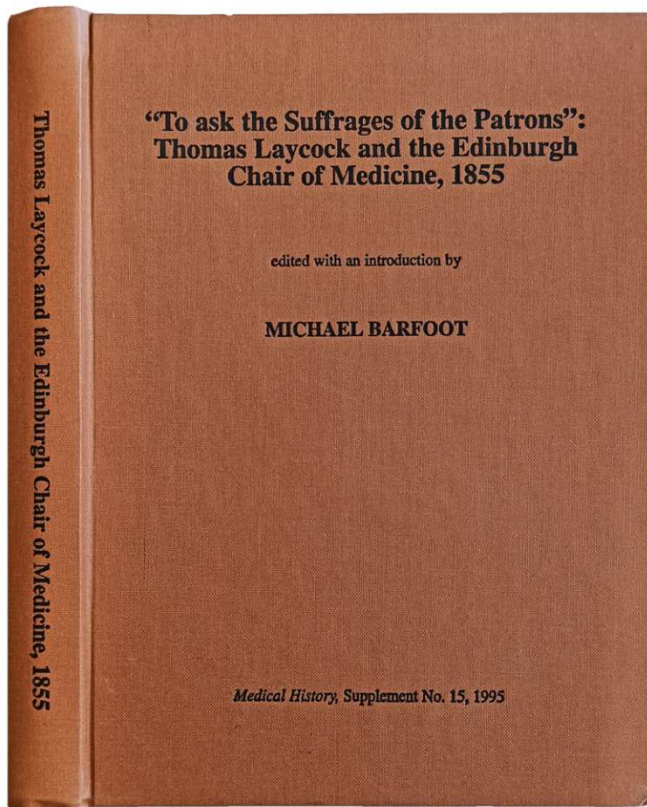 Thomas Laycock and the Edinburgh Chair of Medicine, 1855
“To ask the Suffrages of the Patrons”:
Thomas Laycock and the Edinburgh
Chair of Medicine, 1855
edited with an introduction by
MICHAEL BARFOOT
Medical History, Supplement No. 15, 1995